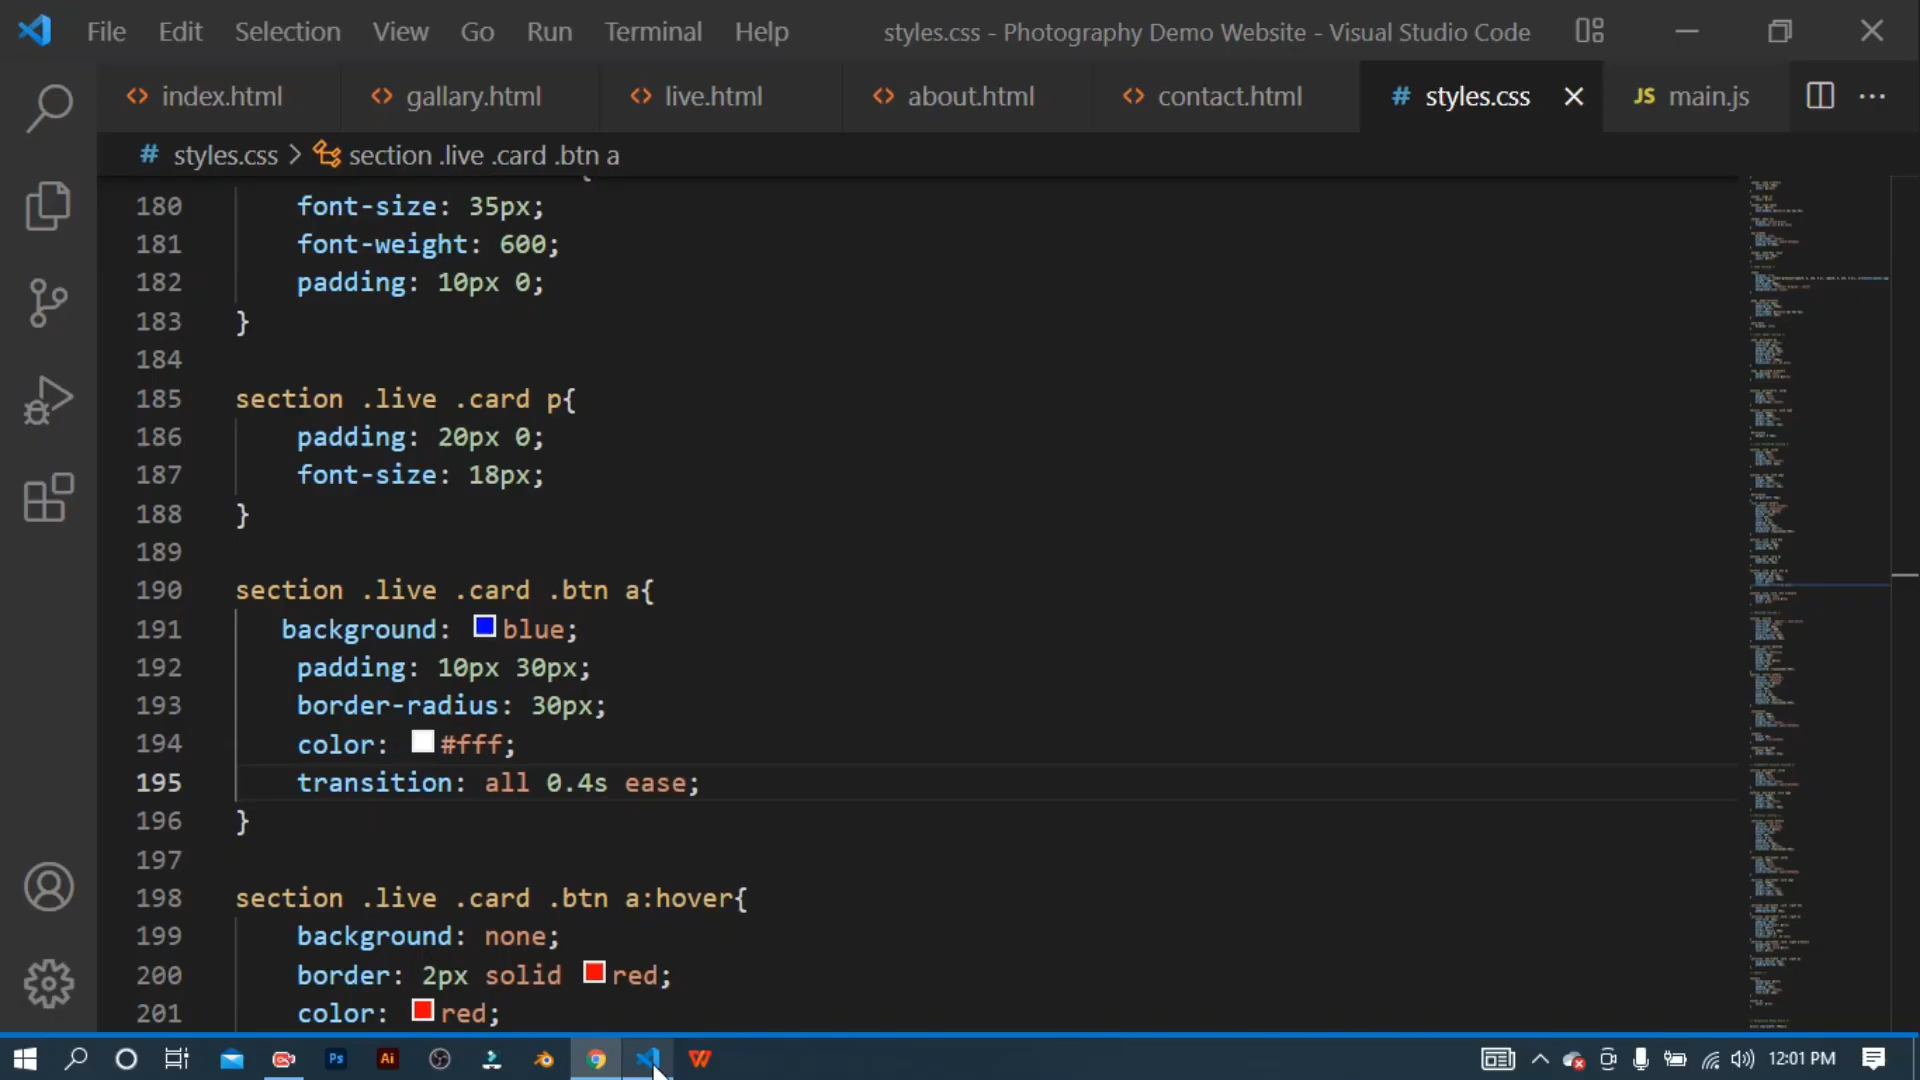 File Edit Selection View Go Run Terminal Help styles.css - Photography Demo Website - Visual Studio Code
index.html gallary.html live.html about.html contact.html # styles.css JS main.js
# styles.css > section .live .card .btn a
{
180 font-size: 35px;
181 font-weight: 600;
182 padding: 10px 0;
183 }
184
185 section .live .card p{
186 padding: 20px 0;
187 font-size: 18px;
188 }
189
190 section .live .card .btn a{
191 background: blue;
192 padding: 10px 30px;
193 border-radius: 30px;
194 color: #fff;
195 transition: all 0.4s ease;
196 }
197
198 section .live .card .btn a:hover{
199 background: none;
200 border: 2px solid red;
201 color: red;
Ps Ai 12:01 PM